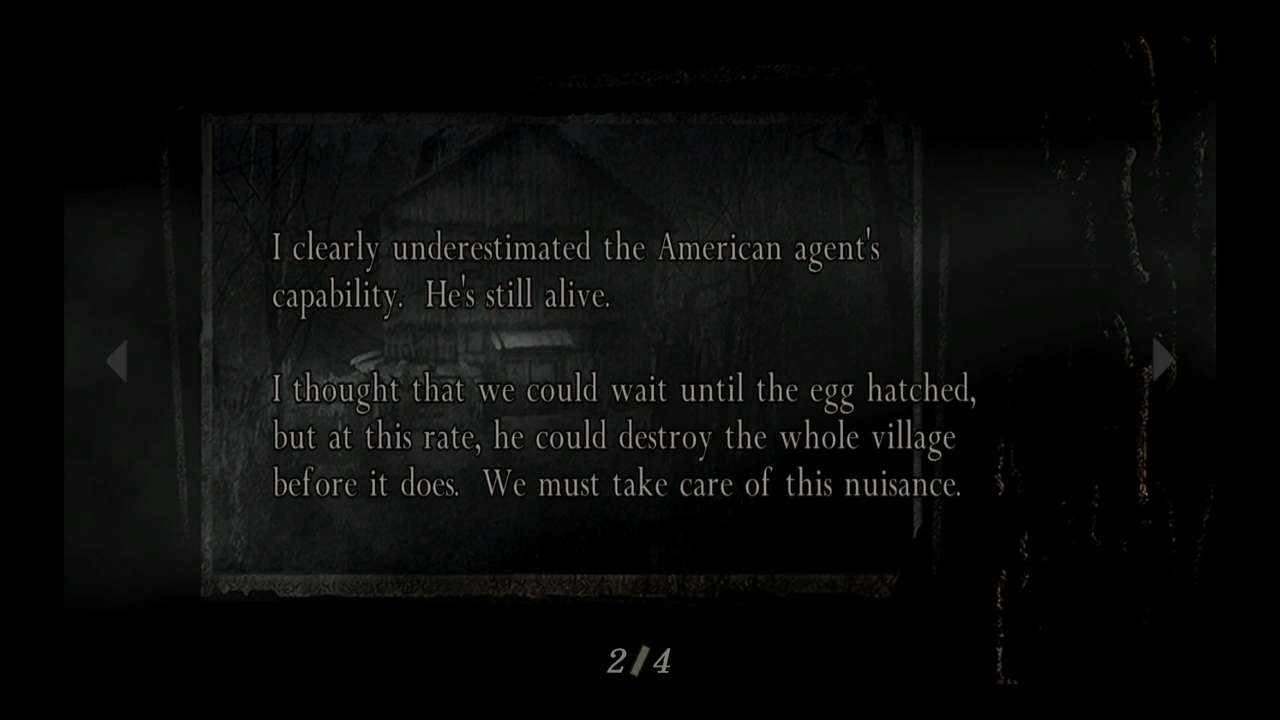 I clearly underestimated the American agent's
capability. He's still alive.
I thought that we could wait until the egg hatched,
but at this rate, he could destroy the whole village
before it does. We must take care of this nuisance.
2/4